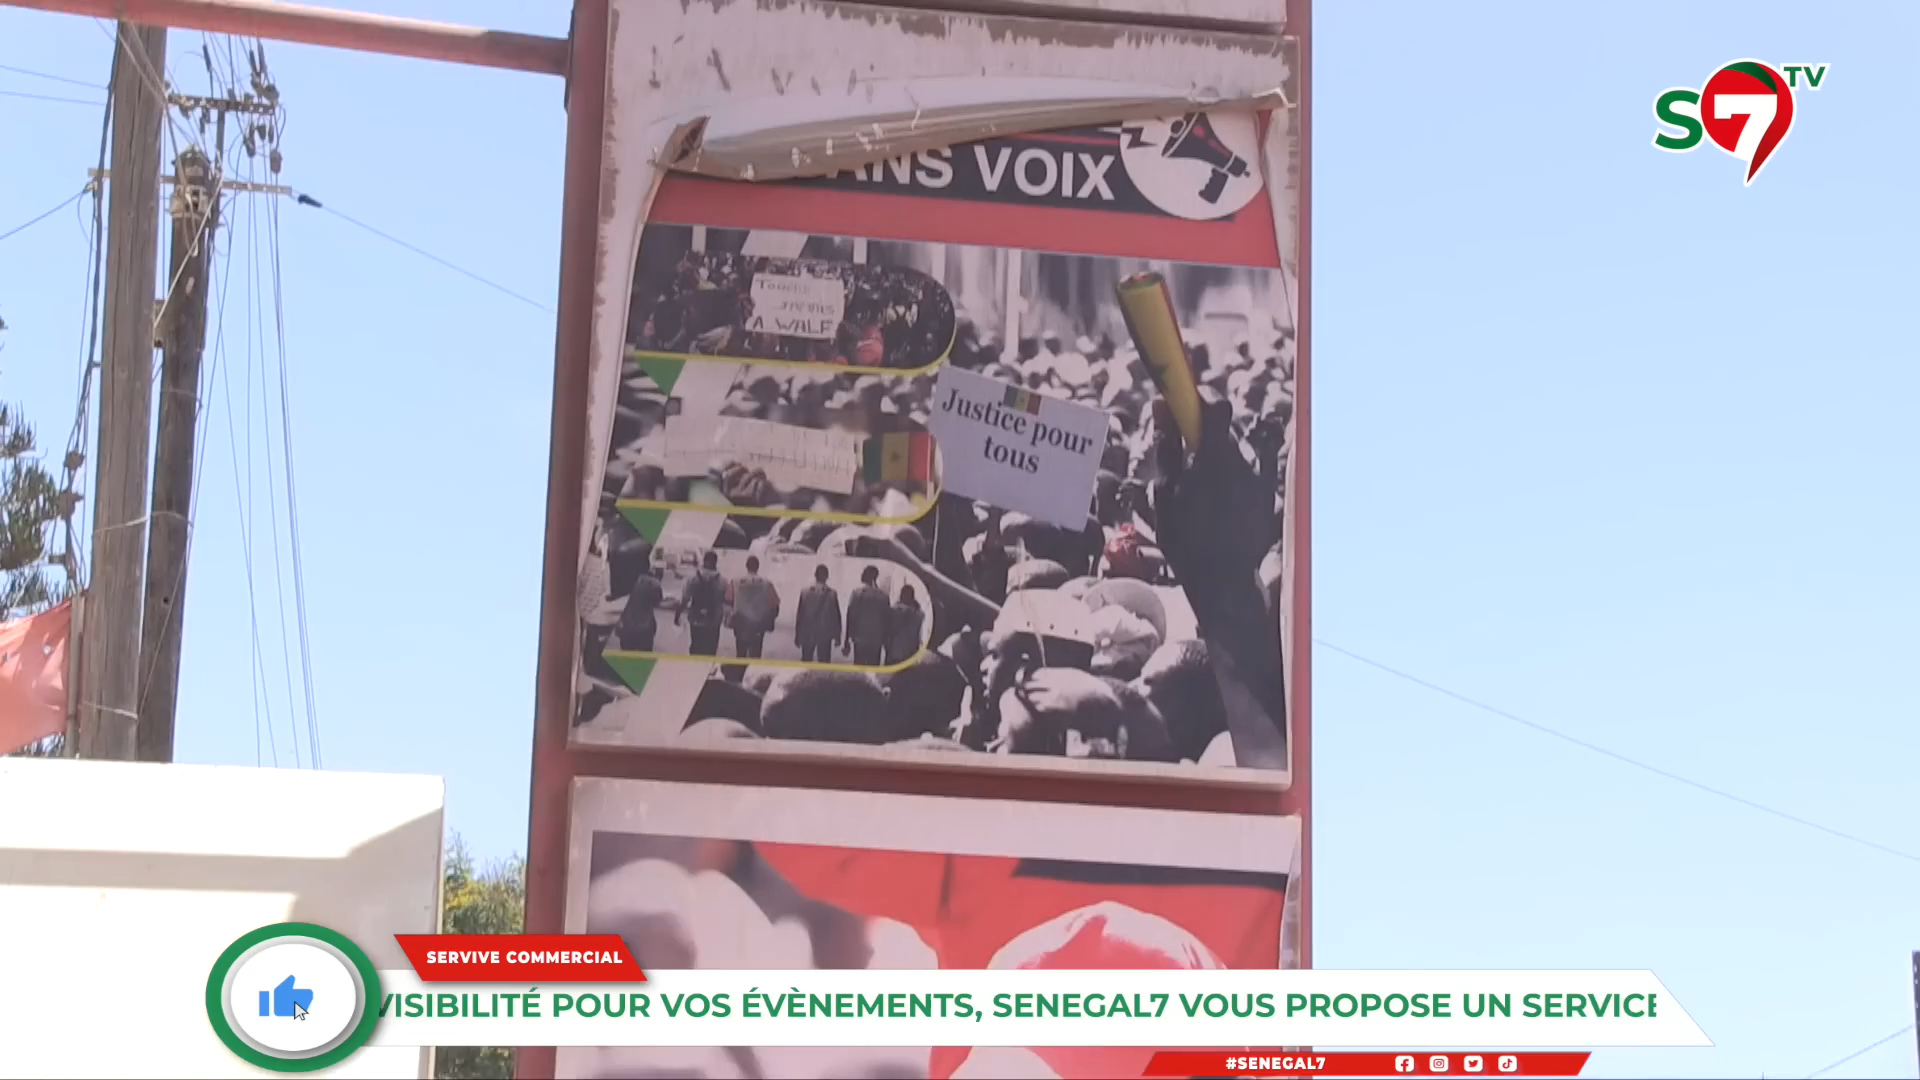 S7 TV
ANS VOIX
A WALF
Justice pour
tous
SERVIVE COMMERCIAL
VISIBILITÉ POUR VOS ÉVÈNEMENTS, SENEGAL7 VOUS PROPOSE UN SERVICE
#SENEGAL7